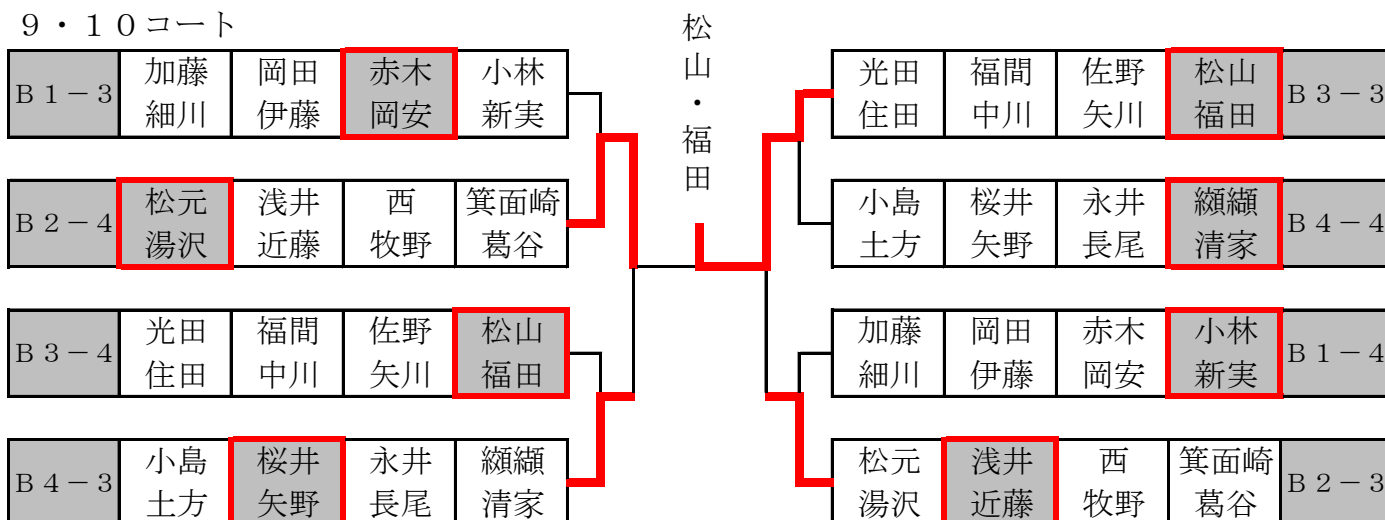 9・10コート
松山・福田
B1-3 加藤 岡田 赤木 小林
細川 伊藤 岡安 新実
B2-4 松元 浅井 西 箕面崎
湯沢 近藤 牧野 葛谷
B3-4 光田 福間 佐野 松山
住田 中川 矢川 福田
B4-3 小島 桜井 永井 纐纈
土方 矢野 長尾 清家
光田 福間 佐野 松山 B3-3
住田 中川 矢川 福田
小島 桜井 永井 纐纈 B4-4
土方 矢野 長尾 清家
加藤 岡田 赤木 小林 B1-4
細川 伊藤 岡安 新実
松元 浅井 西 箕面崎 B2-3
湯沢 近藤 牧野 葛谷